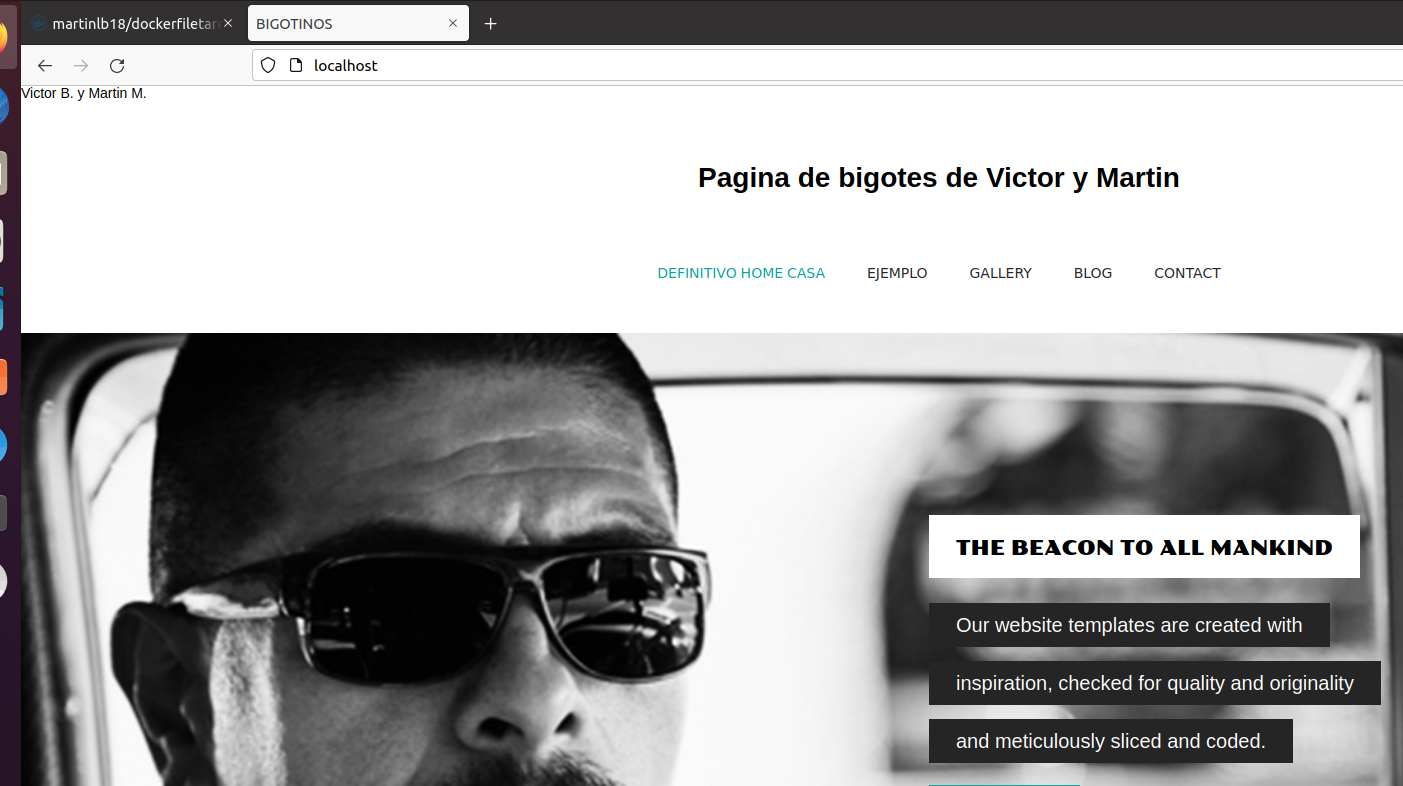 martinlb18/dockerfiletar
BIGOTINOS
localhost
Victor B. y Martin M.
Pagina de bigotes de Victor y Martin
DEFINITIVO HOME CASA EJEMPLO GALLERY BLOG CONTACT
THE BEACON TO ALL MANKIND
Our website templates are created with
inspiration, checked for quality and originality
and meticulously sliced and coded.